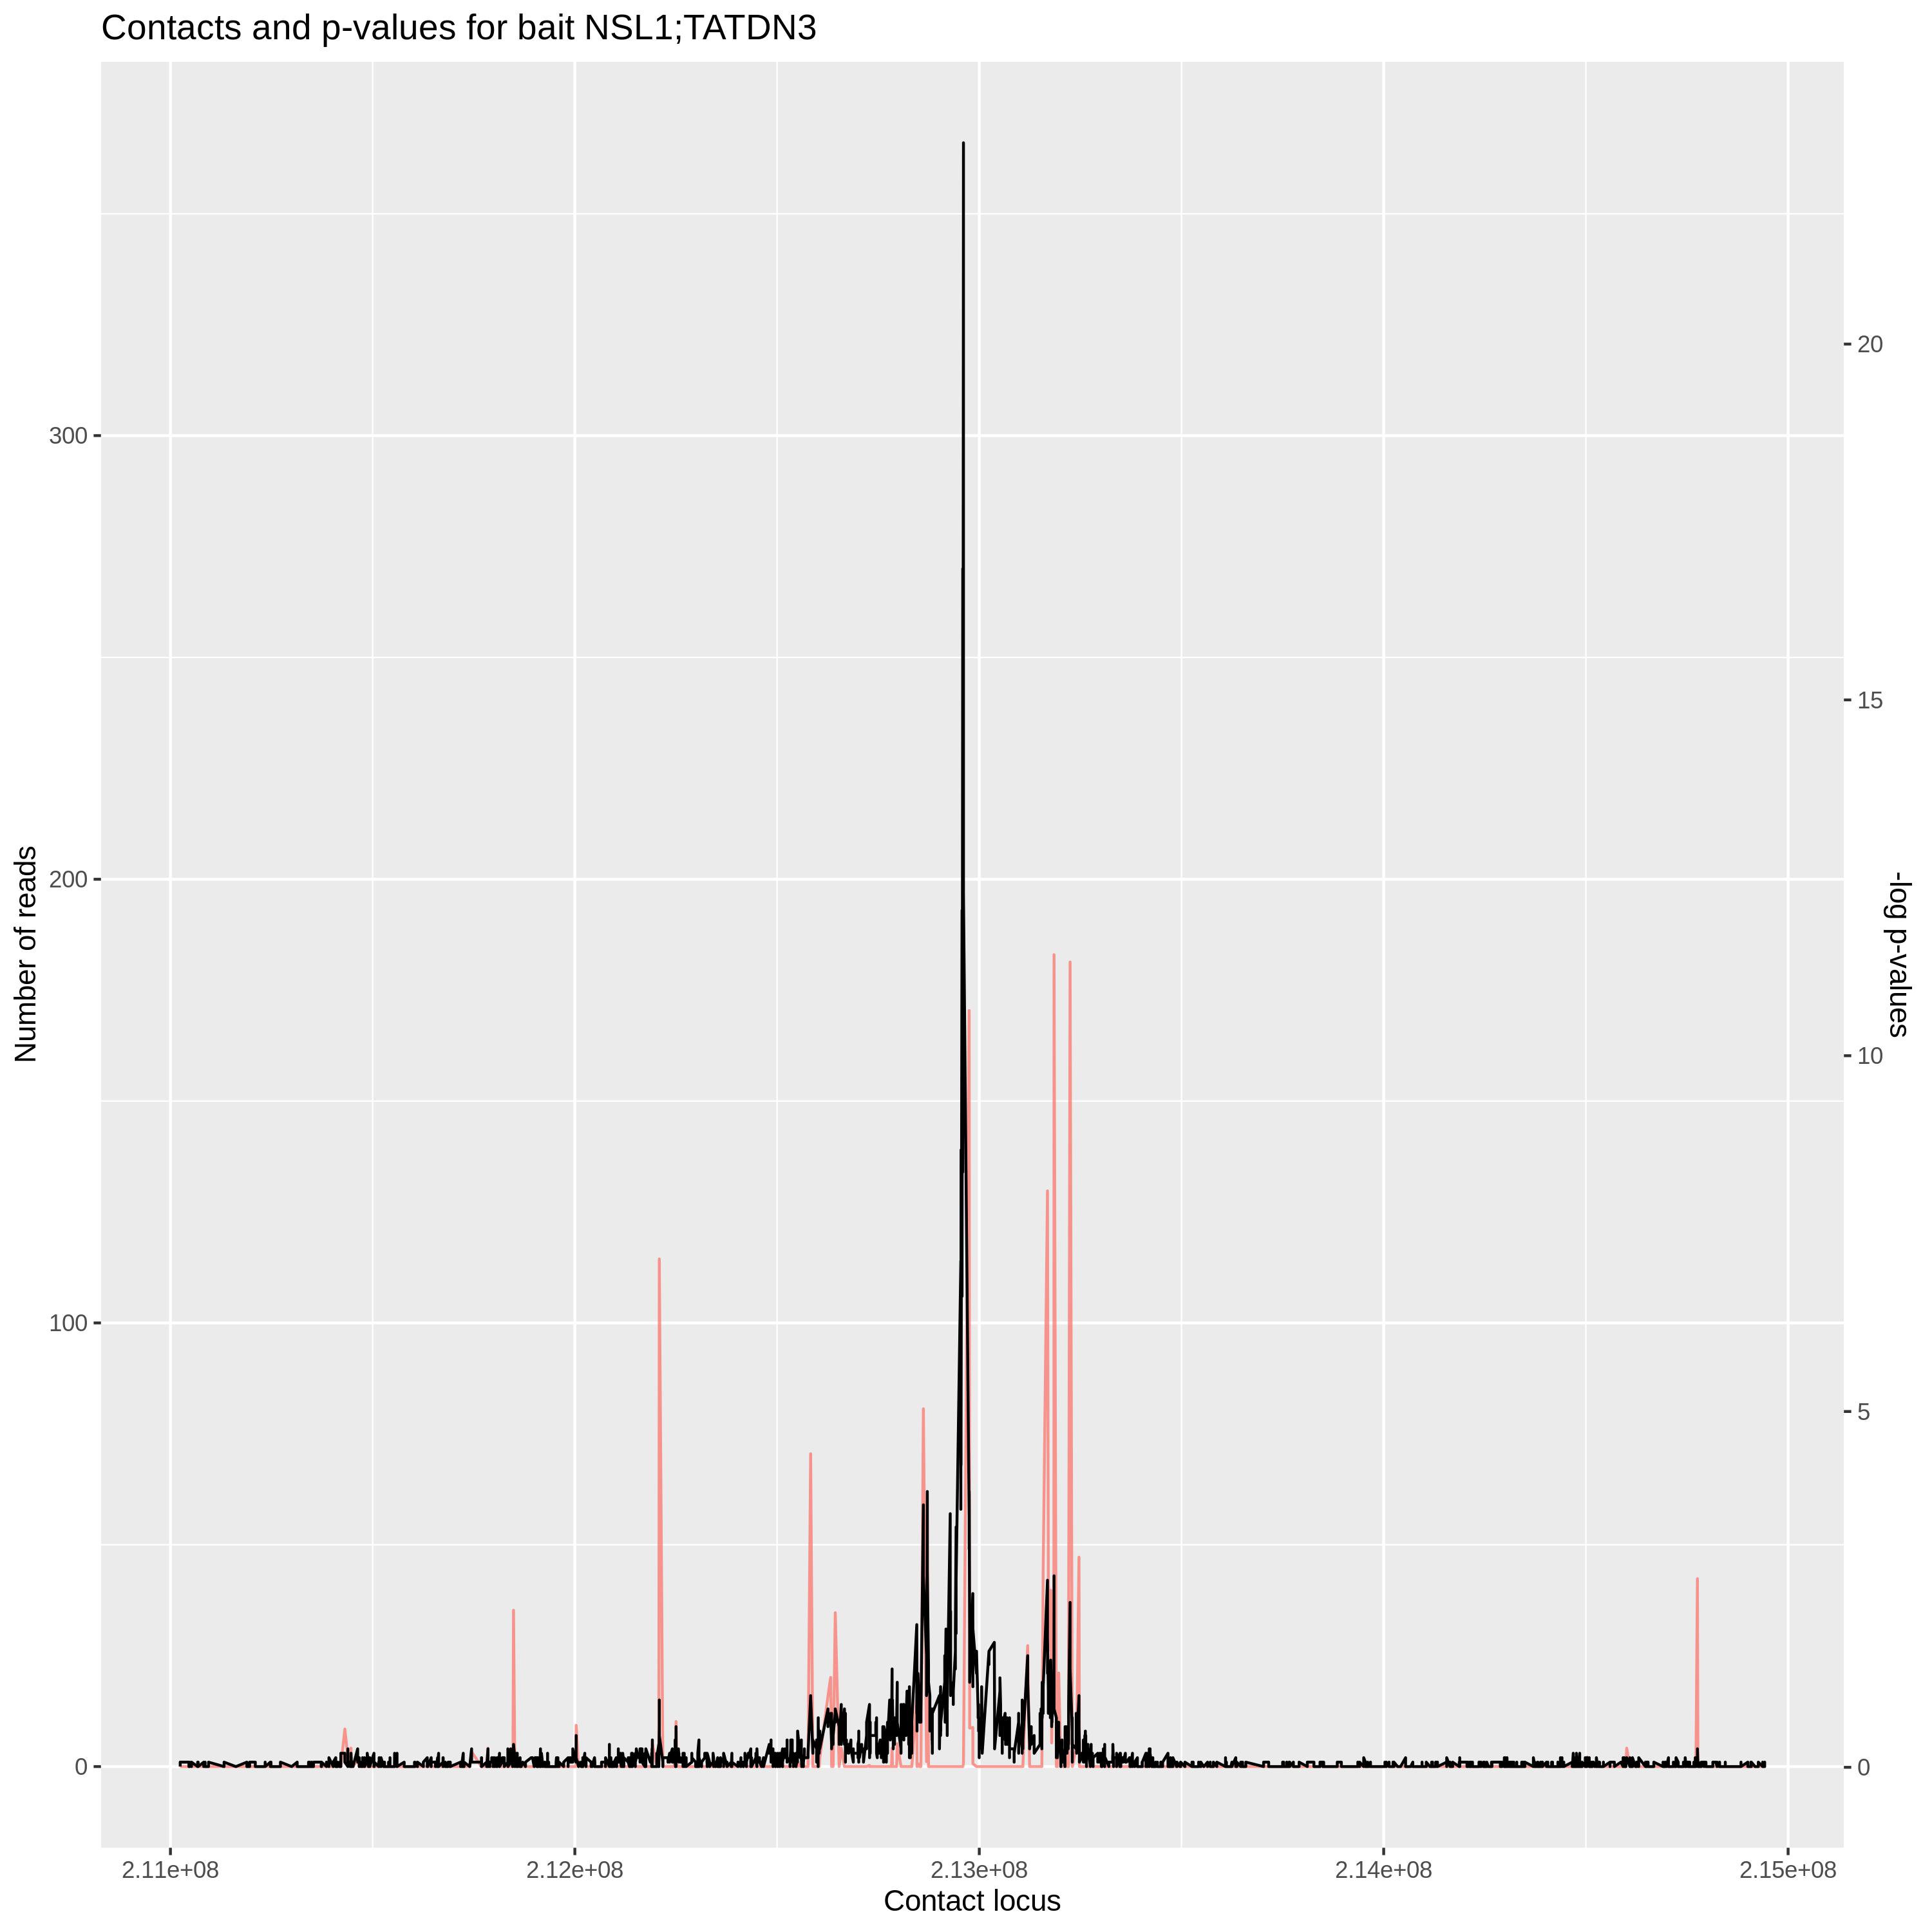 Contacts and p-values for bait NSL1;TATDN3
Number of reads
300
200
100
0
20
15
10
5
0
-log p-values
2.11e+08 2.12e+08 2.13e+08 2.14e+08 2.15e+08
Contact locus